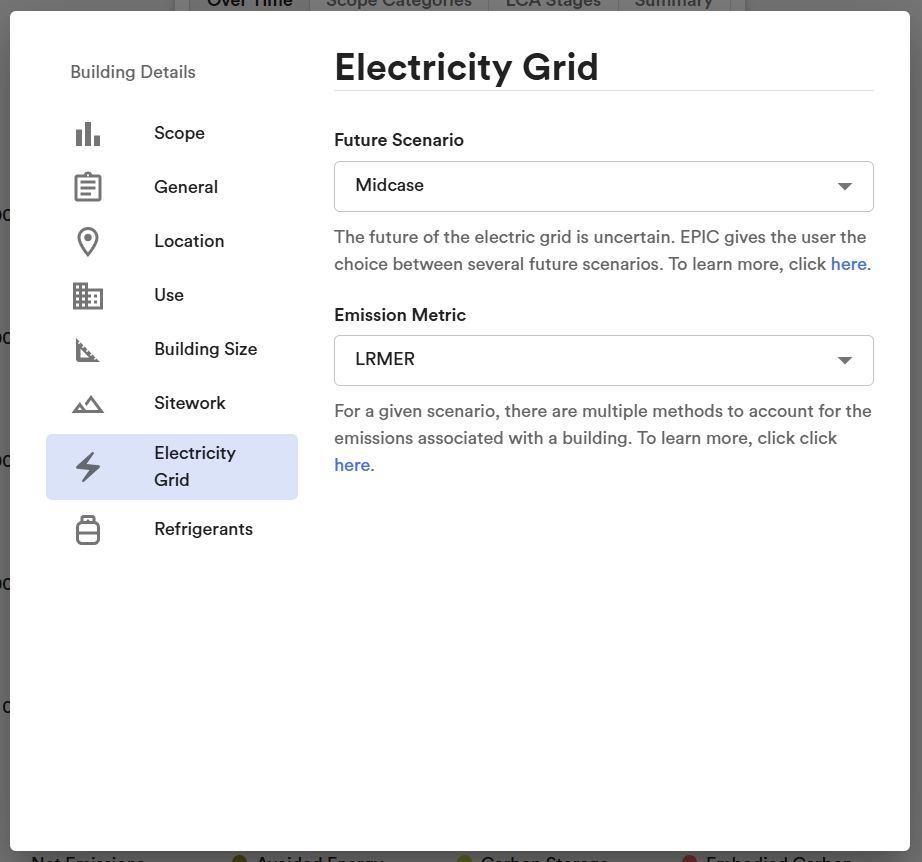 Over Time Scope Categories LCA Stages Summary
Building Details
Scope
General
Location
Use
Building Size
Sitework
Electricity
Grid
Refrigerants
Electricity Grid
Future Scenario
Midcase
The future of the electric grid is uncertain. EPIC gives the user the
choice between several future scenarios. To learn more, click here.
Emission Metric
LRMER
For a given scenario, there are multiple methods to account for the
emissions associated with a building. To learn more, click click
here.
Net Emissions Avoided Energy Carbon Storage Embodied Carbon